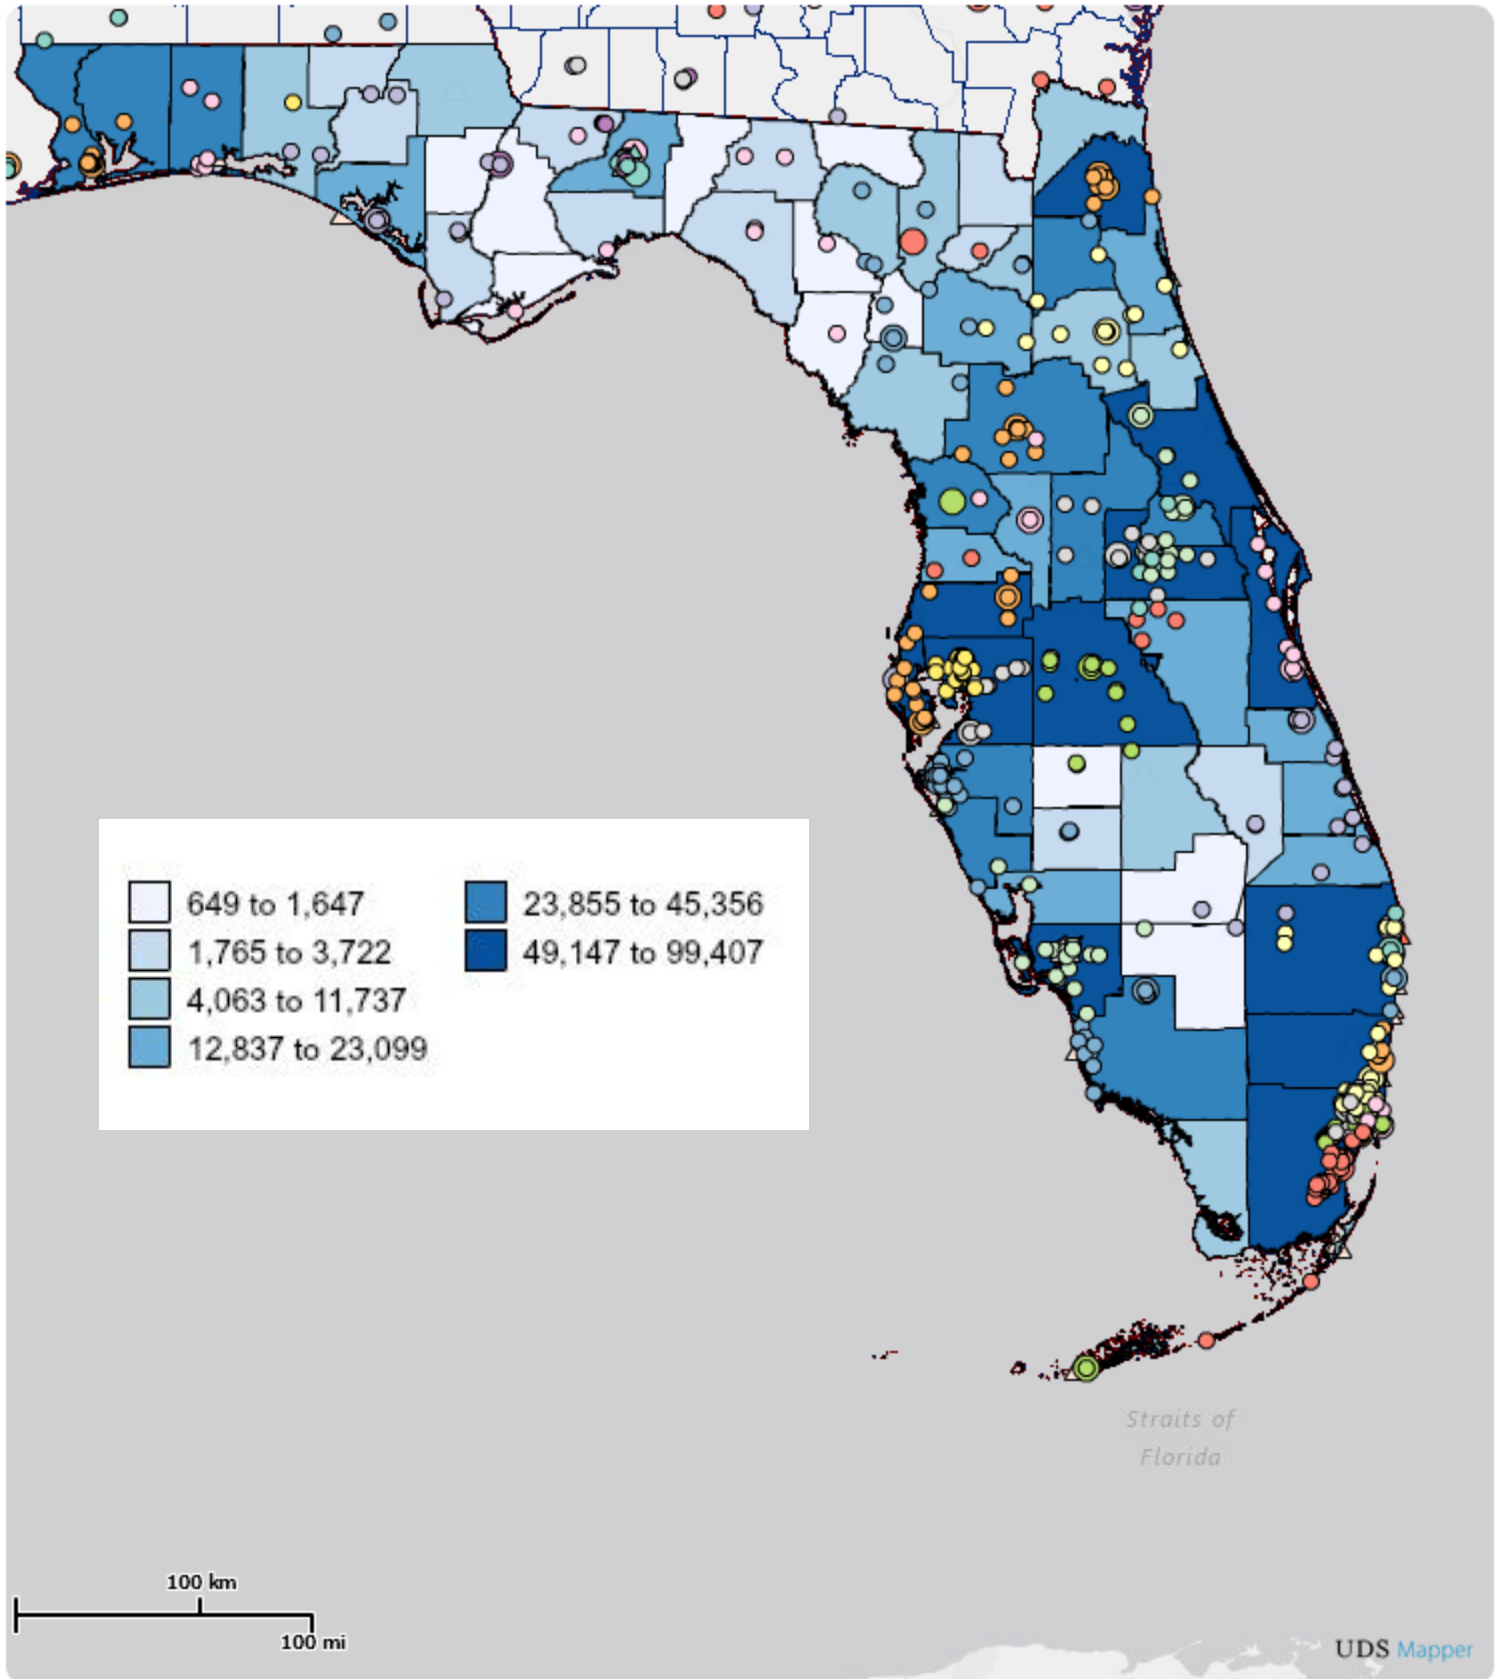 649 to 1,647
1,765 to 3,722
4,063 to 11,737
12,837 to 23,099
23,855 to 45,356
49,147 to 99,407
Straits of
Florida
100 km
100 mi
UDS Mapper